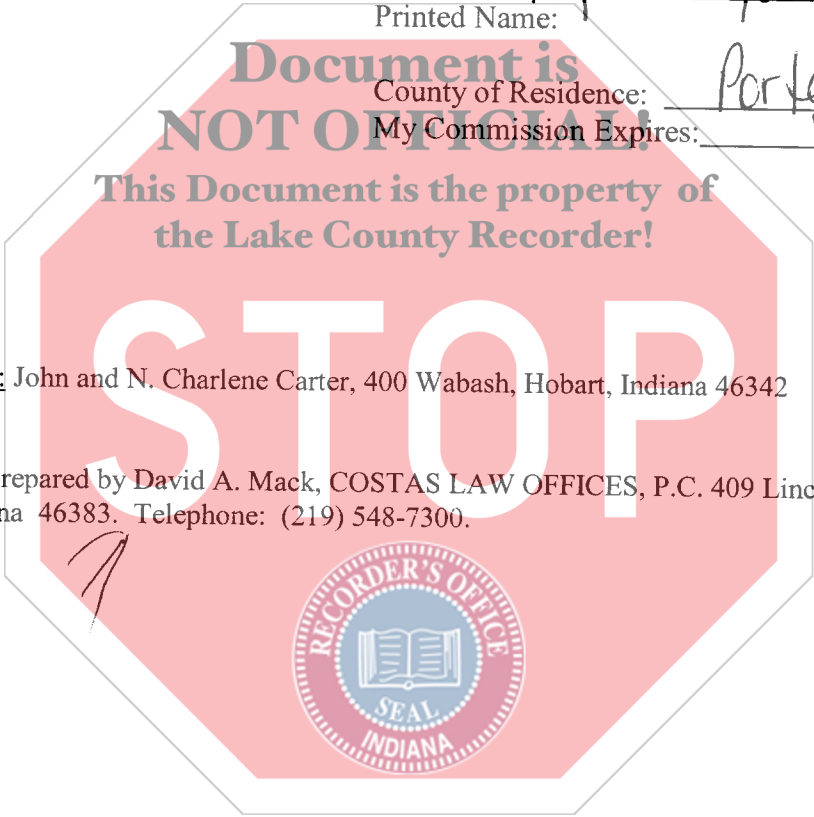 Printed Name:
Document is
County of Residence:
NOT OFFICIAL!
My Commission Expires:
This Document is the property of
the Lake County Recorder!
STOP
: John and N. Charlene Carter, 400 Wabash, Hobart, Indiana 46342
repared by David A. Mack, COSTAS LAW OFFICES, P.C. 409 Linc
na 46383. Telephone: (219) 548-7300.
RECORDER'S OFFICE
SEAL
INDIANA